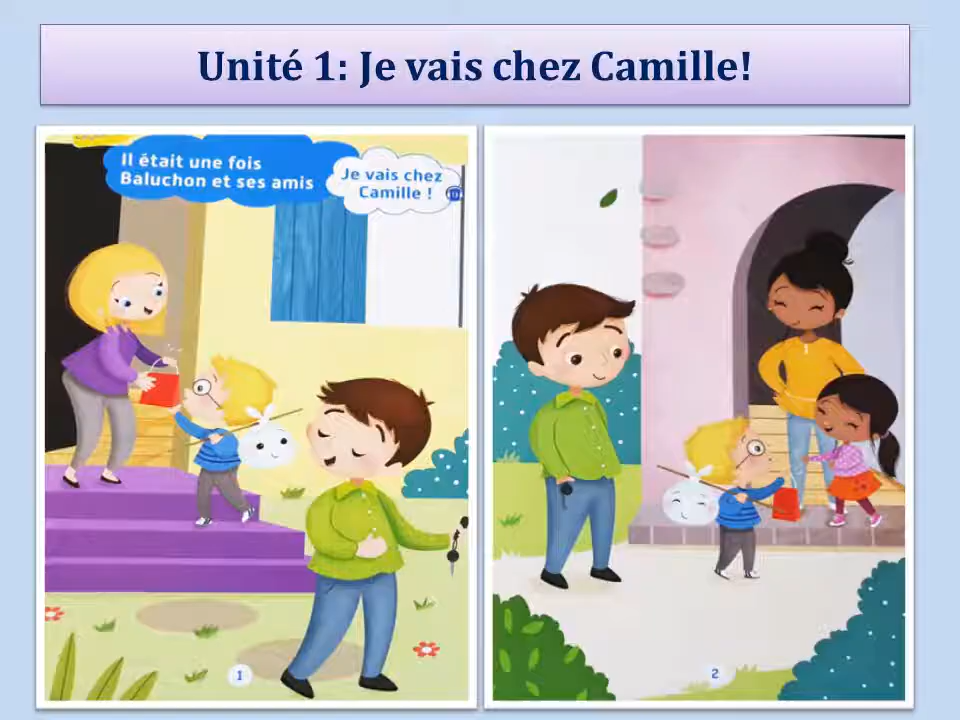 Unité 1: Je vais chez Camille!
Il était une fois
Baluchon et ses amis
Je vais chez
Camille !
1
2